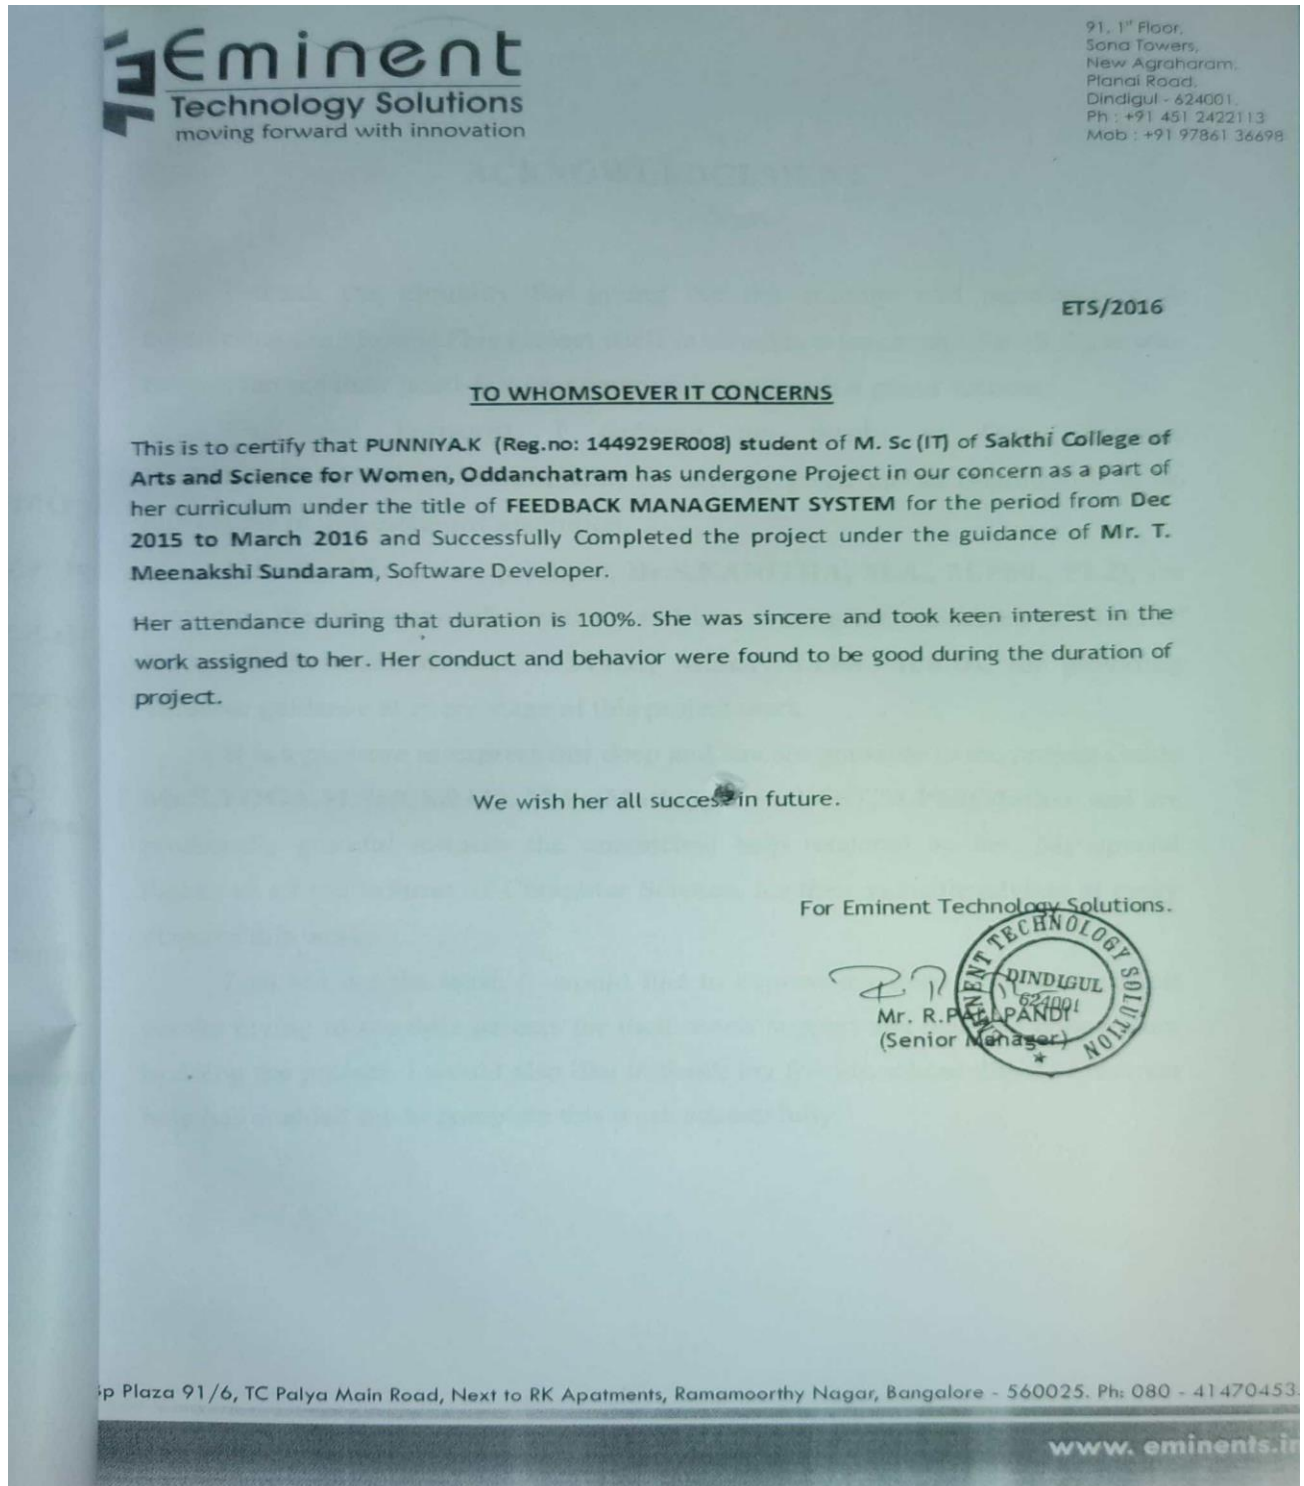 Eminent
Technology Solutions
moving forward with innovation
91, 1st Floor,
Sona Towers,
New Agraharam,
Planai Road,
Dindigul - 624001.
Ph : +91 451 2422113
Mob : +91 97861 36698
ETS/2016
TO WHOMSOEVER IT CONCERNS
This is to certify that PUNNIYA.K (Reg.no: 144929ER008) student of M. Sc (IT) of Sakthi College of
Arts and Science for Women, Oddanchatram has undergone Project in our concern as a part of
her curriculum under the title of FEEDBACK MANAGEMENT SYSTEM for the period from Dec
2015 to March 2016 and Successfully Completed the project under the guidance of Mr. T.
Meenakshi Sundaram, Software Developer.
Her attendance during that duration is 100%. She was sincere and took keen interest in the
work assigned to her. Her conduct and behavior were found to be good during the duration of
project.
We wish her all success in future.
For Eminent Technology Solutions.
EMINENT TECHNOLOGY SOLUTION
DINDIGUL
624001
Mr. R.PALPANDI
(Senior Manager)
Plaza 91/6, TC Palya Main Road, Next to RK Apatments, Ramamoorthy Nagar, Bangalore - 560025. Ph: 080 - 41470453.
www. eminents.in